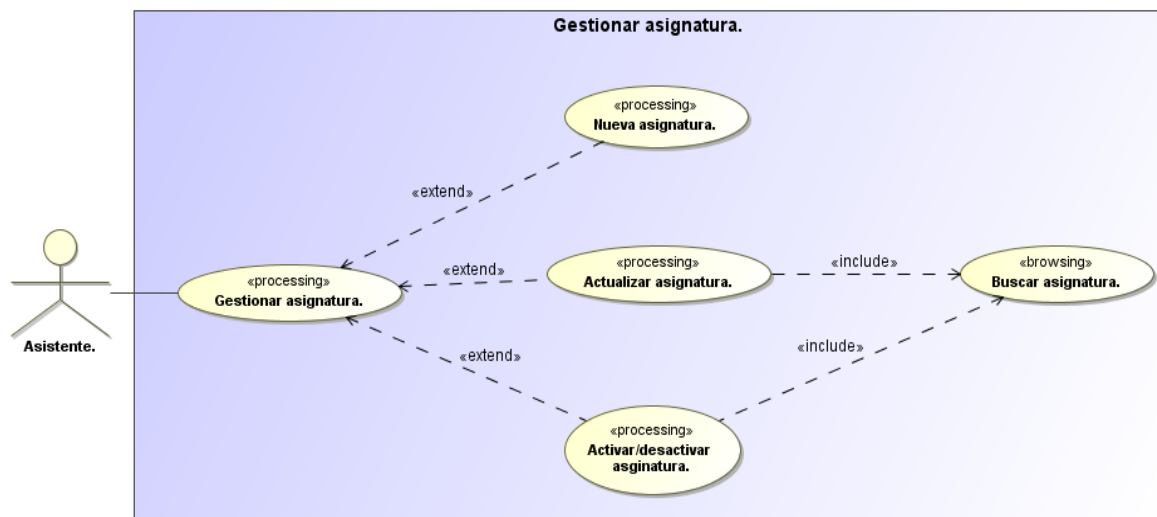 Gestionar asignatura.
«processing»
Nueva asignatura.
«extend»
«processing»
Gestionar asignatura.
«extend»
«processing»
Actualizar asignatura.
«include»
«browsing»
Buscar asignatura.
Asistente.
«extend»
«include»
«processing»
Activar/desactivar
asginatura.